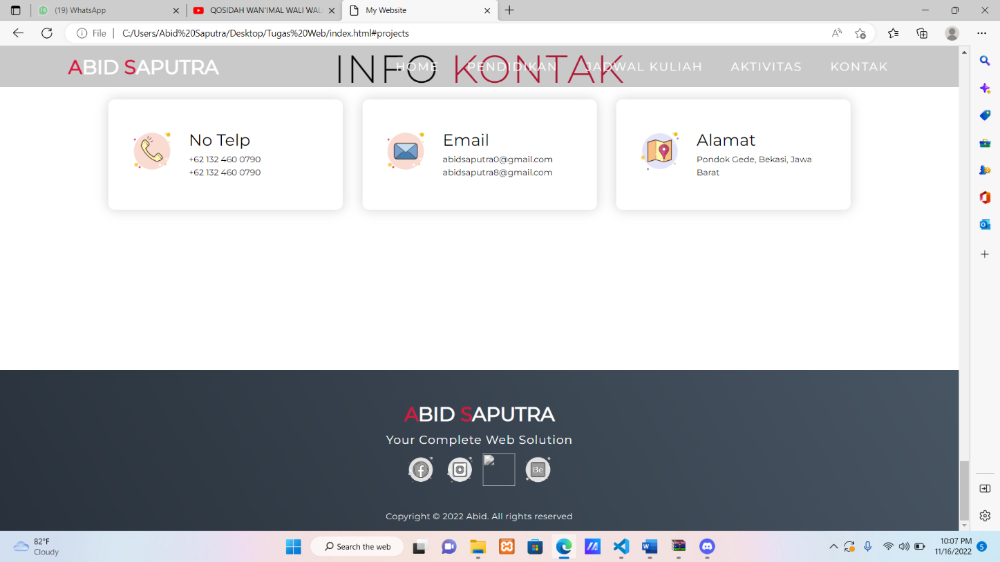 (19) WhatsApp
QOSIDAH WAN'IMAL WALI WAL
My Website
File
C:/Users/Abid%20Saputra/Desktop/Tugas%20Web/index.html#projects
ABID SAPUTRA
INFO KONTAK
HOME PENDIDIKAN JADWAL KULIAH AKTIVITAS KONTAK
No Telp
+62 132 460 0790
+62 132 460 0790
Email
abidsaputra0@gmail.com
abidsaputra8@gmail.com
Alamat
Pondok Gede, Bekasi, Jawa
Barat
ABID SAPUTRA
Your Complete Web Solution
Bē
Copyright © 2022 Abid. All rights reserved
82°F
Cloudy
Search the web
10:07 PM
11/16/2022
5